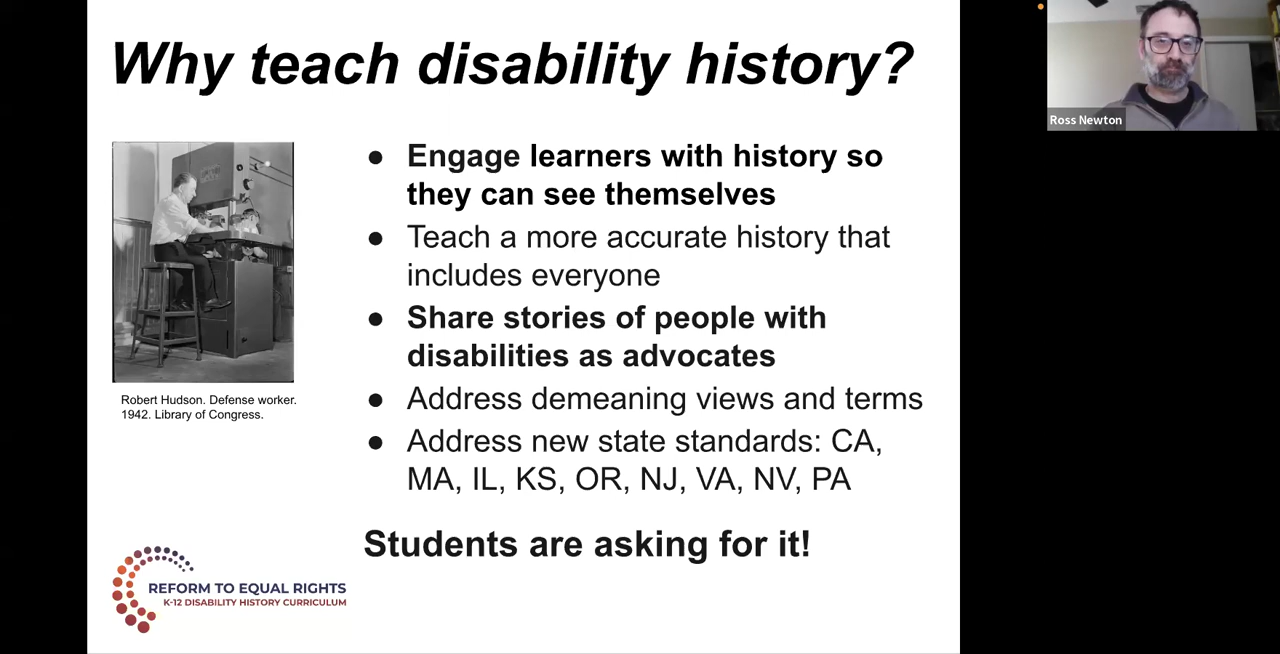 Why teach disability history?
Ross Newton
● Engage learners with history so
they can see themselves
● Teach a more accurate history that
includes everyone
● Share stories of people with
disabilities as advocates
● Address demeaning views and terms
● Address new state standards: CA,
MA, IL, KS, OR, NJ, VA, NV, PA
Students are asking for it!
Robert Hudson. Defense worker.
1942. Library of Congress.
REFORM TO EQUAL RIGHTS
K-12 DISABILITY HISTORY CURRICULUM